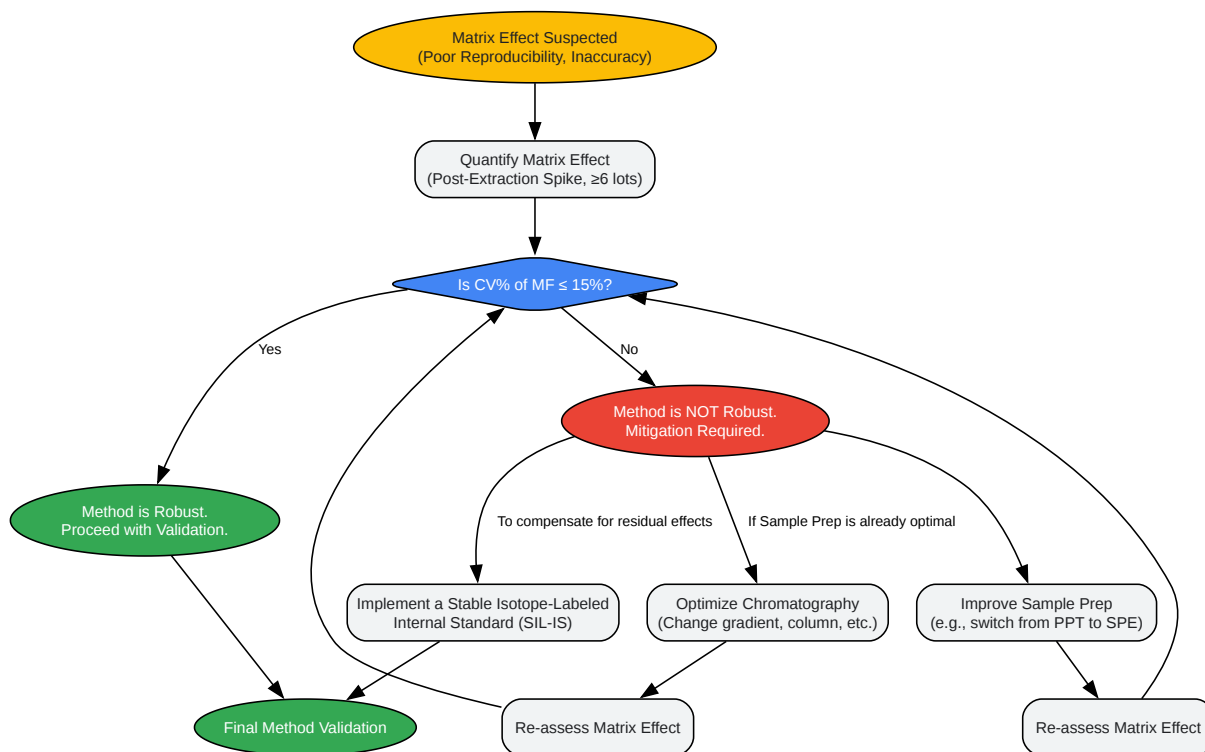 Matrix Effect Suspected
(Poor Reproducibility, Inaccuracy)
Quantify Matrix Effect
(Post-Extraction Spike, ≥6 lots)
Is CV% of MF ≤ 15%?
Yes
No
Method is NOT Robust.
Mitigation Required.
Method is Robust.
Proceed with Validation.
To compensate for residual effects
If Sample Prep is already optimal
Implement a Stable Isotope-Labeled
Internal Standard (SIL-IS)
Optimize Chromatography
(Change gradient, column, etc.)
Improve Sample Prep
(e.g., switch from PPT to SPE)
Final Method Validation
Re-assess Matrix Effect
Re-assess Matrix Effect